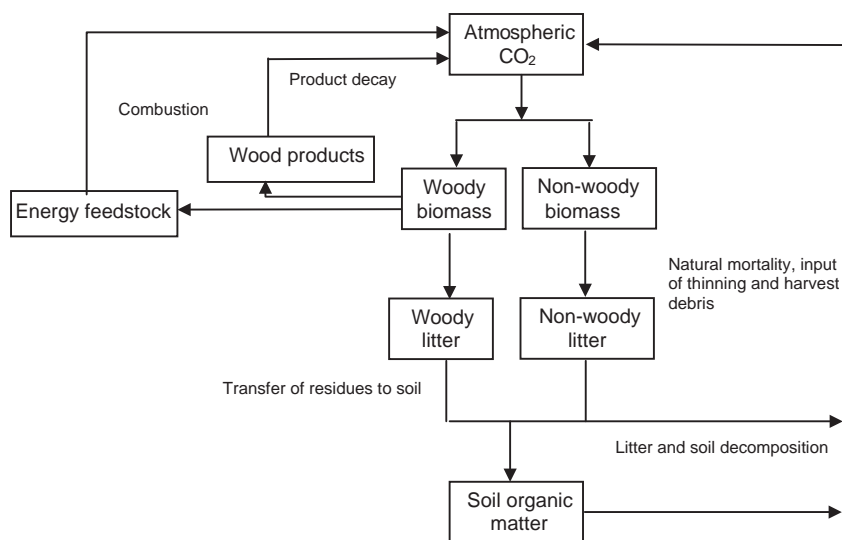 Atmospheric
CO₂
Product decay
Combustion
Wood products
Woody
biomass
Non-woody
biomass
Energy feedstock
Natural mortality, input
of thinning and harvest
debris
Woody
litter
Non-woody
litter
Transfer of residues to soil
Litter and soil decomposition
Soil organic
matter